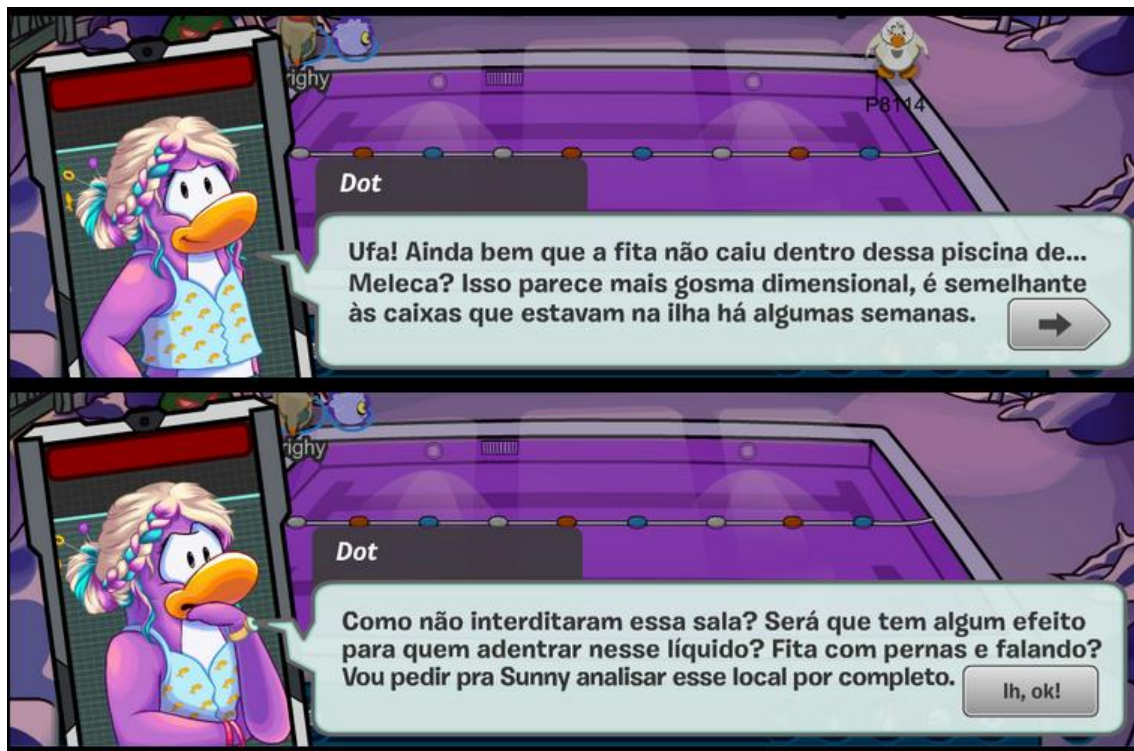 righy
P8114
Dot
Ufa! Ainda bem que a fita não caiu dentro dessa piscina de...
Meleca? Isso parece mais gosma dimensional, é semelhante
às caixas que estavam na ilha há algumas semanas.
righy
Dot
Como não interditaram essa sala? Será que tem algum efeito
para quem adentrar nesse líquido? Fita com pernas e falando?
Vou pedir pra Sunny analisar esse local por completo.
Ih, ok!